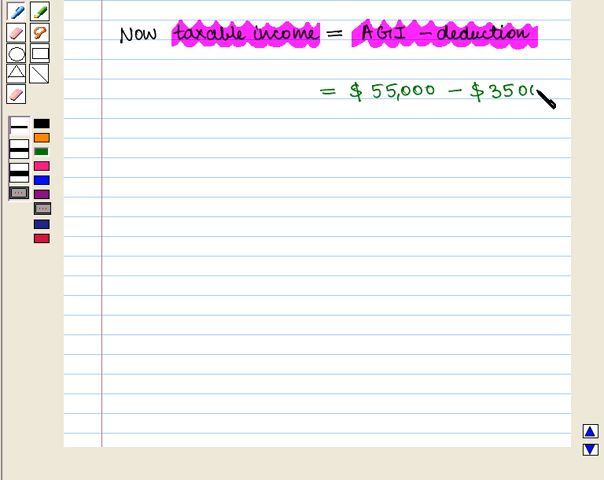 Now taxable income = AGI - deduction
= $ 55,000 - $ 350